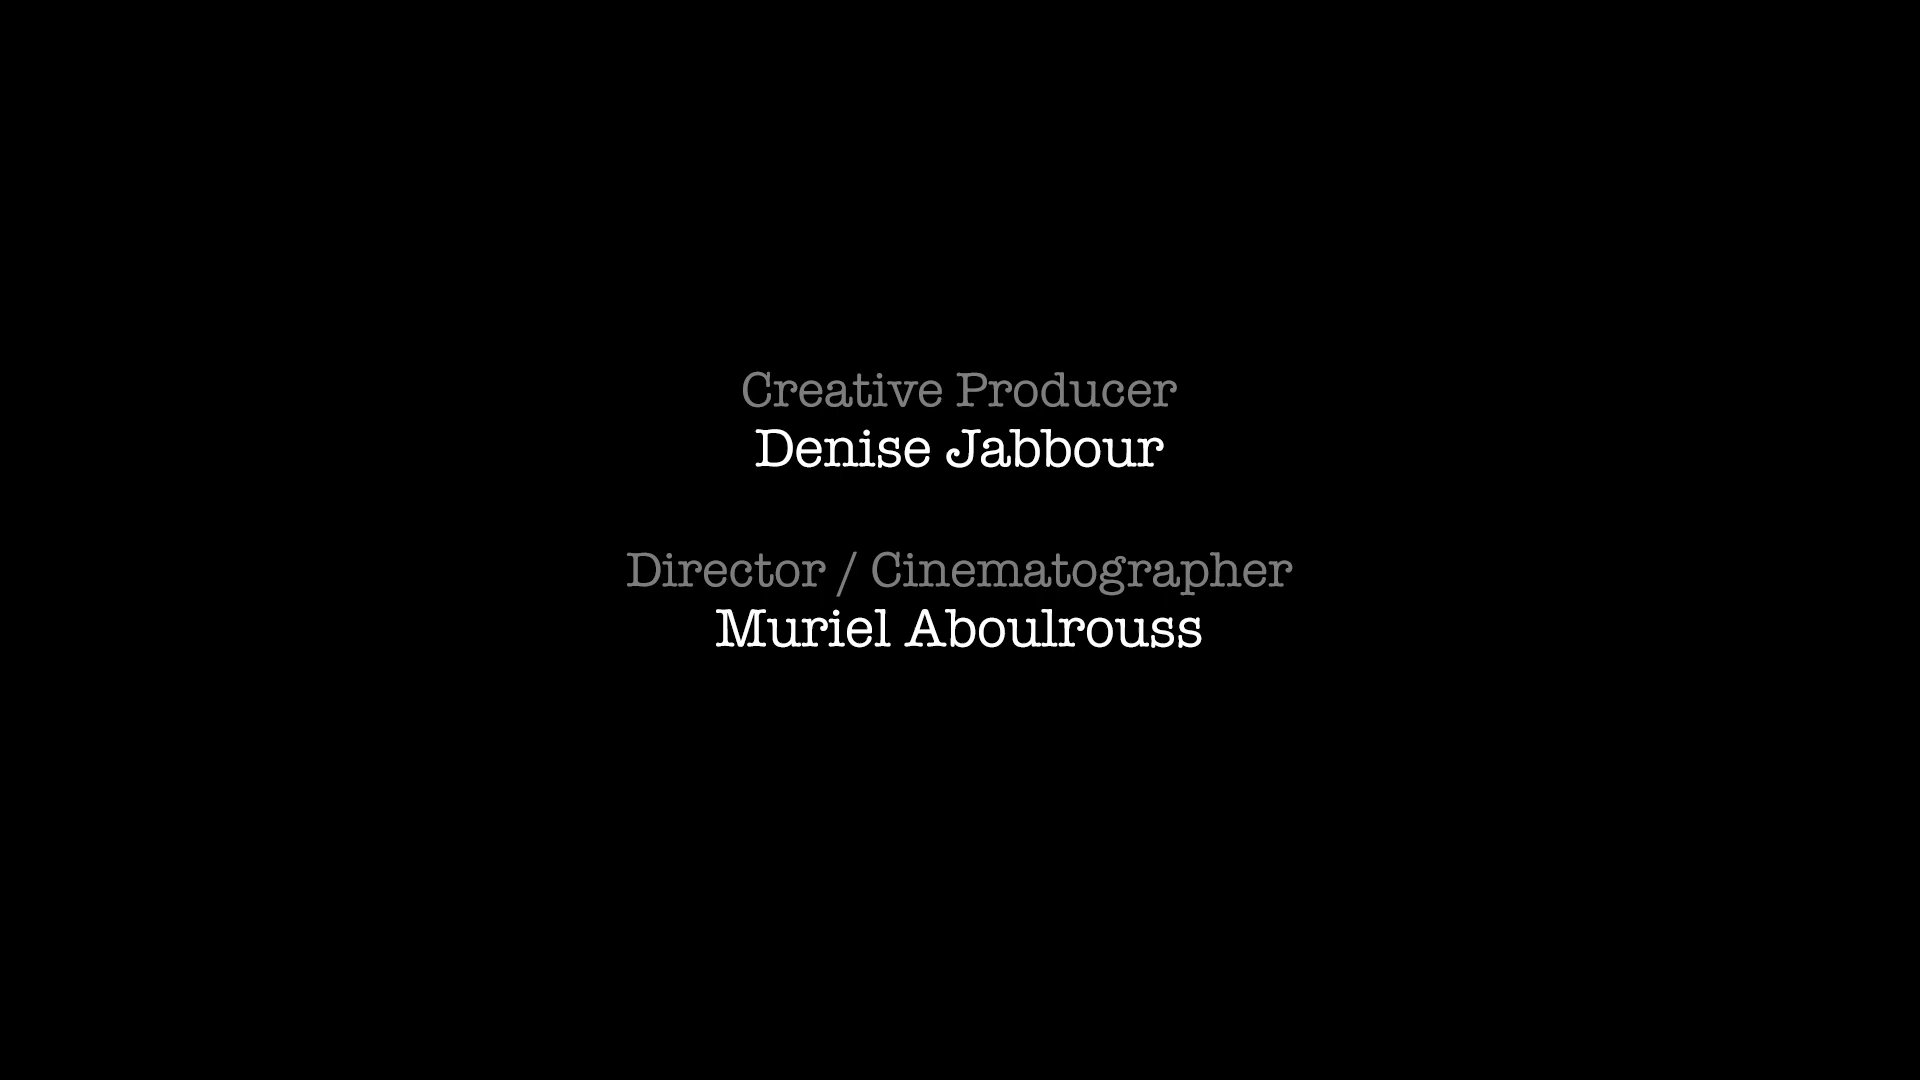 Creative Producer
Denise Jabbour
Director / Cinematographer
Muriel Aboulrouss